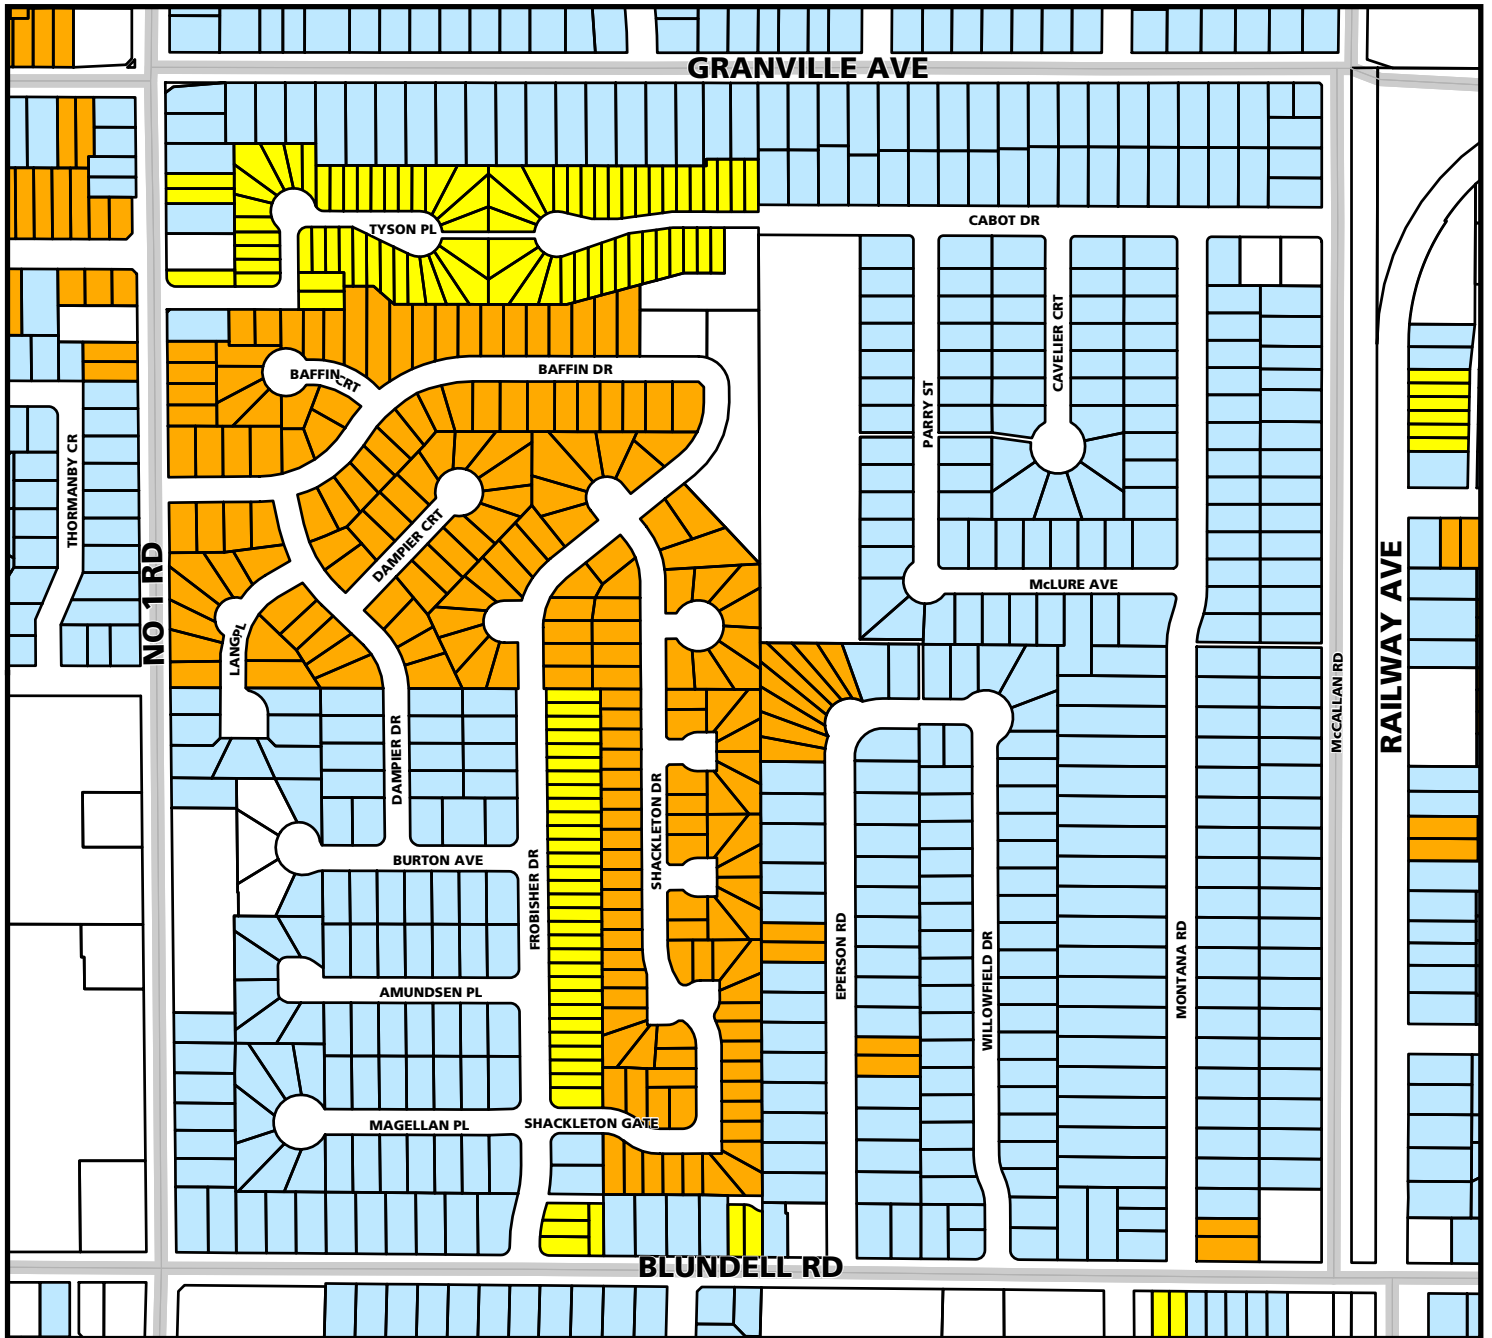 GRANVILLE AVE
TYSON PL
CABOT DR
BAFFIN CRT
BAFFIN DR
CAVELIER CRT
PARRY ST
THORMANBY CR
DAMPIER CRT
NO 1 RD
McLURE AVE
LANG PL
RAILWAY AVE
McCALLAN RD
DAMPIER DR
SHACKLETON DR
BURTON AVE
FROBISHER DR
EPERSON RD
WILLOWFIELD DR
MONTANA RD
AMUNDSEN PL
MAGELLAN PL
SHACKLETON GATE
BLUNDELL RD